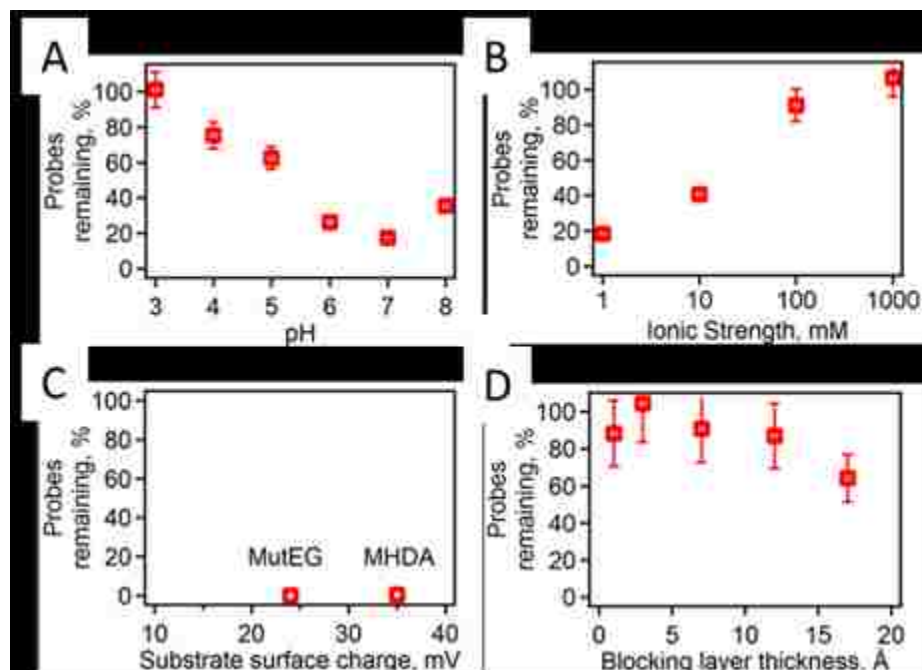 A
Probes
remaining, %
100
80
60
40
20
0
3 4 5 6 7 8
pH
B
Probes
remaining, %
100
80
60
40
20
0
1 10 100 1000
Ionic Strength, mM
C
Probes
remaining, %
100
80
60
40
20
0
MutEG MHDA
10 20 30 40
Substrate surface charge, mV
D
Probes
remaining, %
100
80
60
40
20
0
0 5 10 15 20
Blocking layer thickness, Å